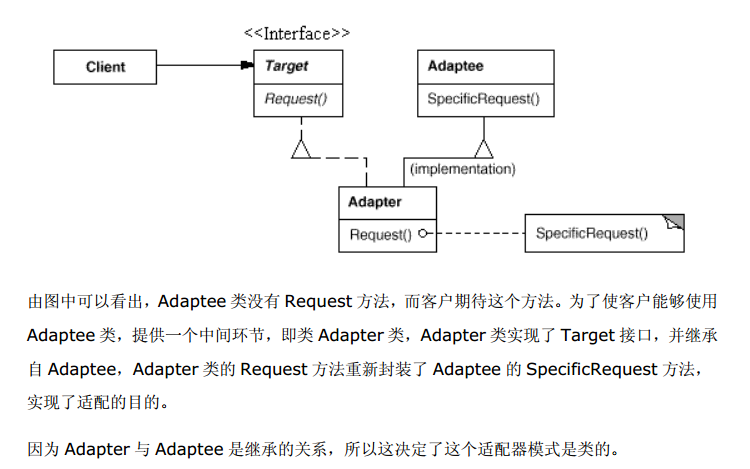 <<Interface>>
Client
Target
Adaptee
Request()
SpecificRequest()
(implementation)
Adapter
Request()
SpecificRequest()
由图中可以看出，Adaptee 类没有 Request 方法，而客户期待这个方法。为了使客户能够使用
Adaptee 类，提供一个中间环节，即类 Adapter 类，Adapter 类实现了 Target 接口，并继承
自 Adaptee，Adapter 类的 Request 方法重新封装了 Adaptee 的 SpecificRequest 方法，
实现了适配的目的。
因为 Adapter 与 Adaptee 是继承的关系，所以这决定了这个适配器模式是类的。